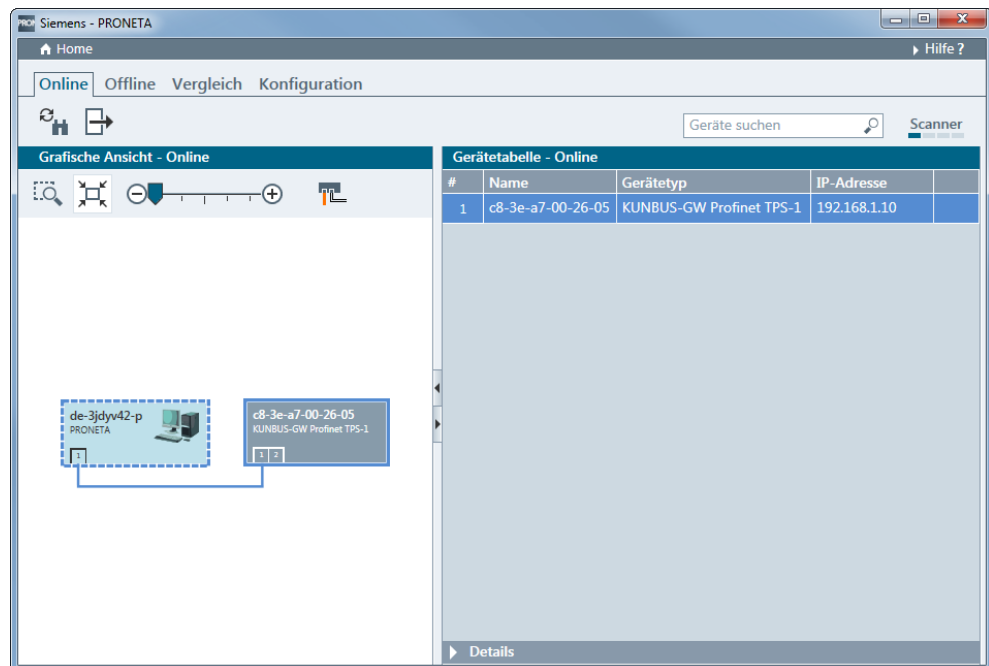 Siemens - PRONETA
Home
Hilfe ?
Online Offline Vergleich Konfiguration
Geräte suchen
Scanner
Grafische Ansicht - Online
Gerätetabelle - Online
# Name Gerätetyp IP-Adresse
1 c8-3e-a7-00-26-05 KUNBUS-GW Profinet TPS-1 192.168.1.10
de-3jdyv42-p
PRONETA
1
c8-3e-a7-00-26-05
KUNBUS-GW Profinet TPS-1
1 2
Details